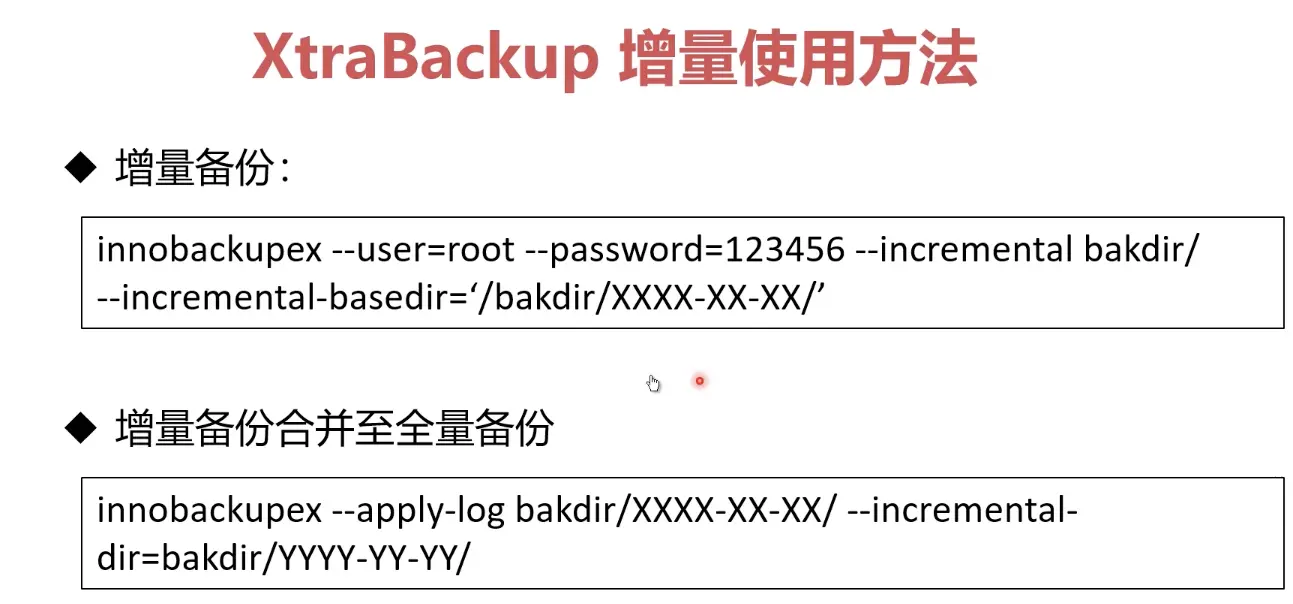 XtraBackup 增量使用方法
◆ 增量备份：
innobackupex --user=root --password=123456 --incremental bakdir/
--incremental-basedir=‘/bakdir/XXXX-XX-XX/’
◆ 增量备份合并至全量备份
innobackupex --apply-log bakdir/XXXX-XX-XX/ --incremental-
dir=bakdir/YYYY-YY-YY/